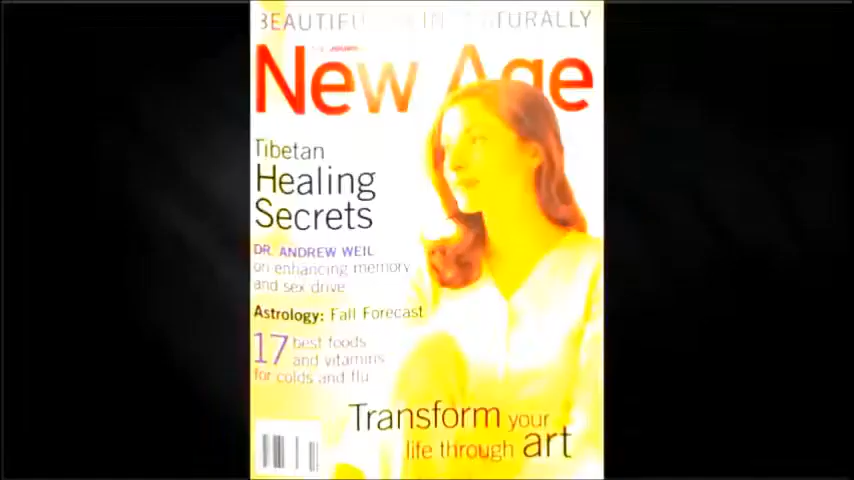 New Age
Tibetan
Healing
Secrets
DR. ANDREW WEIL
on enhancing memory
and sex drive
Astrology: Fall Forecast
17 best foods
and vitamins
for colds and flu
Transform your
life through art